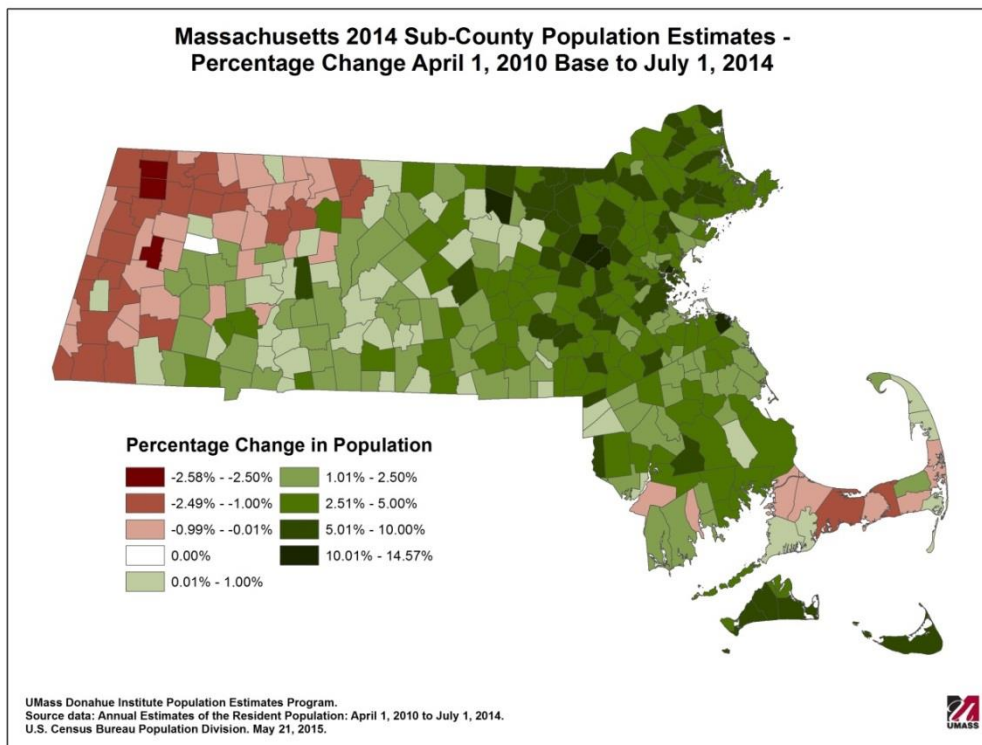 Massachusetts 2014 Sub-County Population Estimates -
Percentage Change April 1, 2010 Base to July 1, 2014
Percentage Change in Population
-2.58% - -2.50%
-2.49% - -1.00%
-0.99% - -0.01%
0.00%
0.01% - 1.00%
1.01% - 2.50%
2.51% - 5.00%
5.01% - 10.00%
10.01% - 14.57%
UMass Donahue Institute Population Estimates Program.
Source data: Annual Estimates of the Resident Population: April 1, 2010 to July 1, 2014.
U.S. Census Bureau Population Division. May 21, 2015.
UMASS